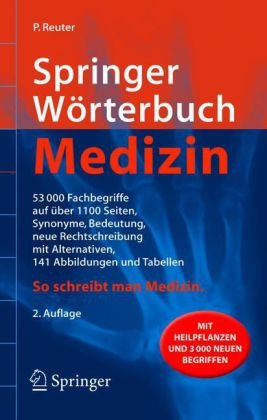 P. Reuter
Springer
Wörterbuch
Medizin
53 000 Fachbegriffe
auf über 1100 Seiten,
Synonyme, Bedeutung,
neue Rechtschreibung
mit Alternativen,
141 Abbildungen und Tabellen
So schreibt man Medizin.
2. Auflage
MIT
HEILPFLANZEN
UND 3 000 NEUEN
BEGRIFFEN
Springer